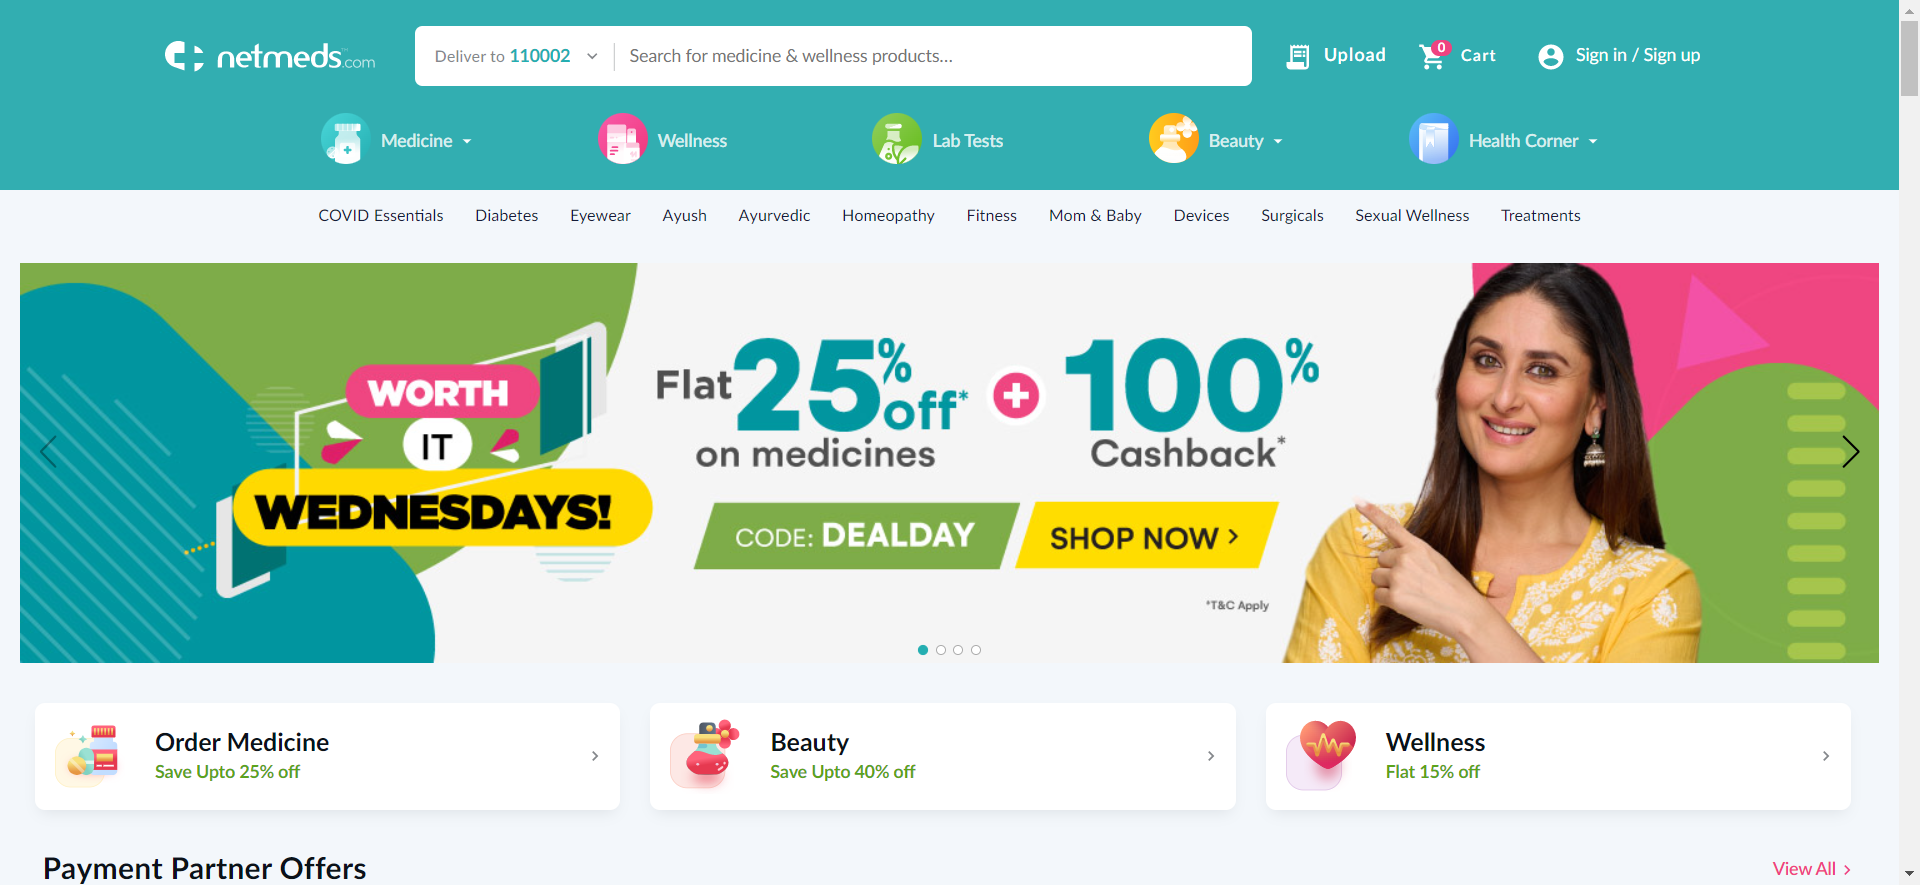 netmeds.com
Deliver to 110002
Search for medicine & wellness products...
Upload
0
Cart
Sign in / Sign up
Medicine
Wellness
Lab Tests
Beauty
Health Corner
COVID Essentials
Diabetes
Eyewear
Ayush
Ayurvedic
Homeopathy
Fitness
Mom & Baby
Devices
Surgicals
Sexual Wellness
Treatments
WORTH
IT
WEDNESDAYS!
Flat 25% off*
on medicines
100%
Cashback*
CODE: DEALDAY
SHOP NOW >
*T&C Apply
Order Medicine
Save Upto 25% off
Beauty
Save Upto 40% off
Wellness
Flat 15% off
Payment Partner Offers
View All